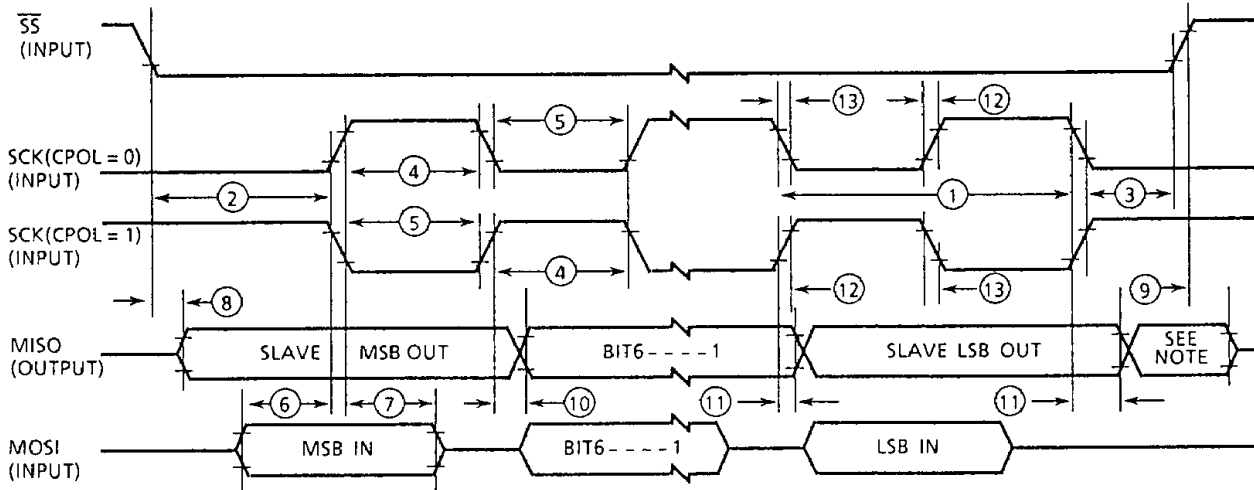 SS
(INPUT)
⑬ ⑫
⑤
SCK(CPOL = 0)
(INPUT)
④
② ① ③
⑤
SCK(CPOL = 1)
(INPUT)
④
⑧ ⑫ ⑬ ⑨
MISO
(OUTPUT)
SLAVE MSB OUT
BIT6 - - - - 1
SLAVE LSB OUT
SEE
NOTE
⑥ ⑦ ⑩ ⑪ ⑪
MOSI
(INPUT)
MSB IN
BIT6 - - - - 1
LSB IN